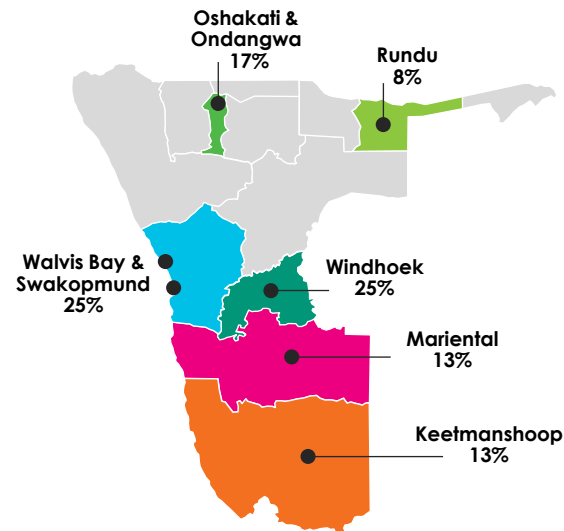 Oshakati &
Ondangwa
17%
Rundu
8%
Walvis Bay &
Swakopmund
25%
Windhoek
25%
Mariental
13%
Keetmanshoop
13%